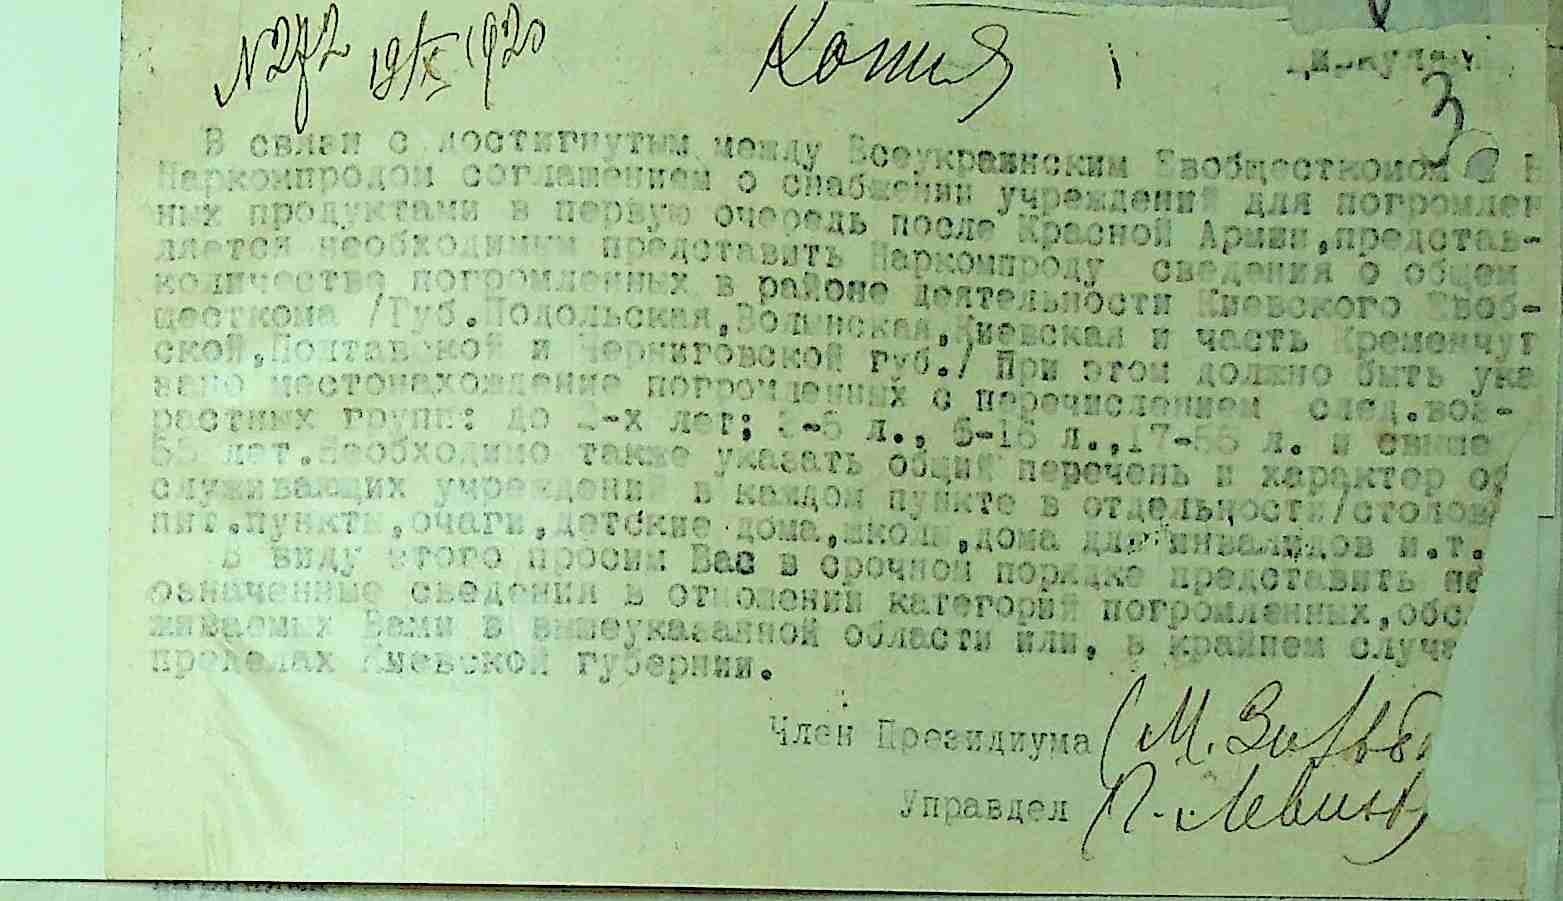 № 272 19/X 1920 Копия
Циркуляр
3
В связи с достигнутым между Всеукраинским Евобщесткомом и
Наркомпродом соглашением о снабжении учреждений для погромлен
ных продуктами в первую очередь после Красной Армии,представ-
ляется необходимым представить Наркомпроду сведения о общем
количестве погромленных в районе деятельности Киевского Евоб-
щесткома /Губ.Подольская,Волынская,Киевская и часть Кременчуг
ской,Полтавской и Черниговской губ./ При этом должно быть ука
зано местонахождение погромленных с перечислением след.воз-
растных групп: до 2-х лет; 3-5 л., 6-16 л.,17-55 л. и свыше
55 лет.Необходимо также указать общий перечень и характер об
служивающих учреждений в каждом пункте в отдельности/столов
пит.пункты,очаги,детские дома,школы,дома для инвалидов и.т.
В виду этого просим Вас в срочном порядке представить
означенные сведения в отношении категорий погромленных,обсл
живаемых Вами в вышеуказанной области или, в крайнем случа
пределах Киевской губернии.
Член Президиума (М.
Управдел П. Левин